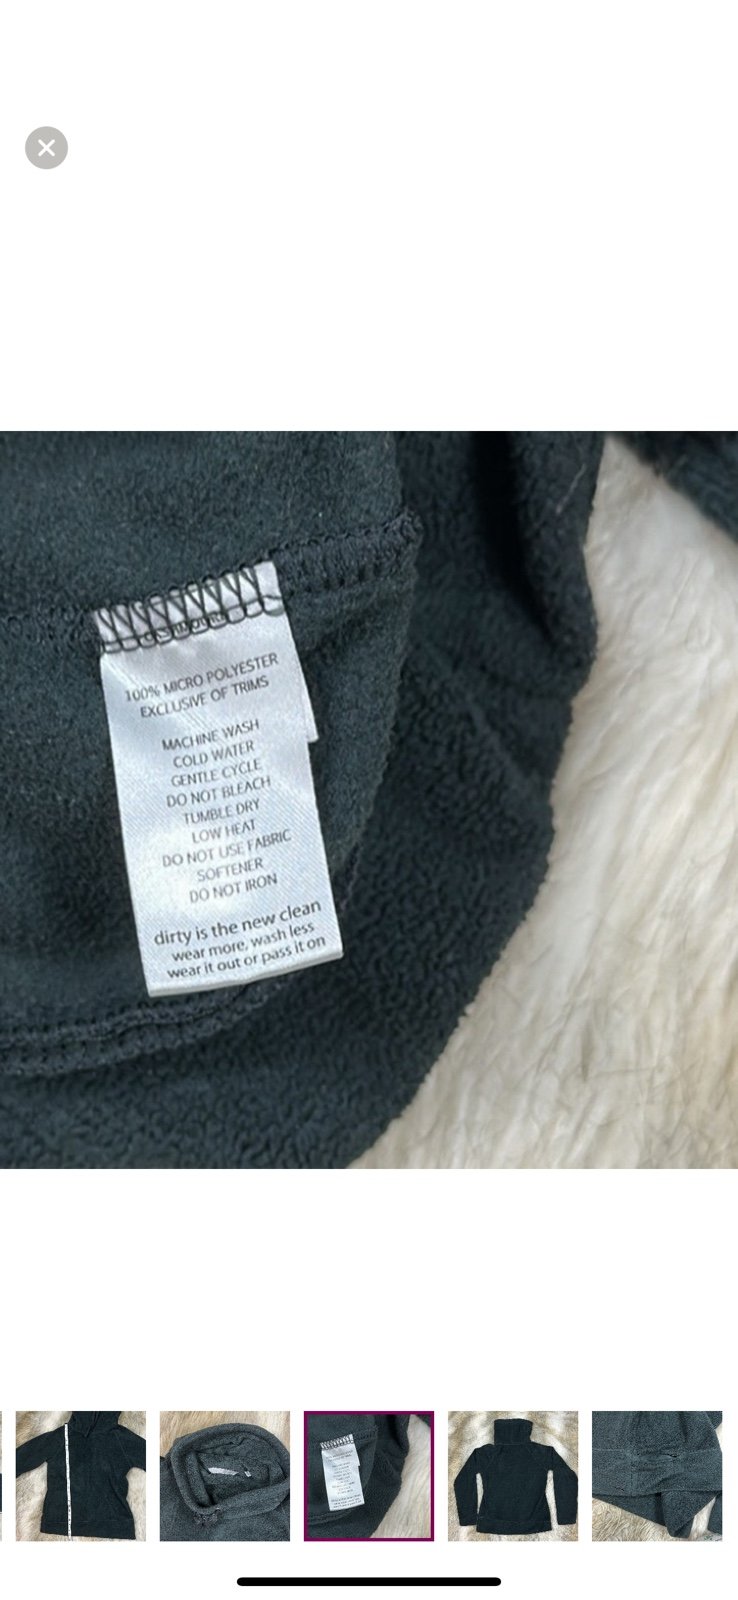 100% MICRO POLYESTER
EXCLUSIVE OF TRIMS
MACHINE WASH
COLD WATER
GENTLE CYCLE
DO NOT BLEACH
TUMBLE DRY
LOW HEAT
DO NOT USE FABRIC
SOFTENER
DO NOT IRON
dirty is the new clean
wear more, wash less
wear it out or pass it on